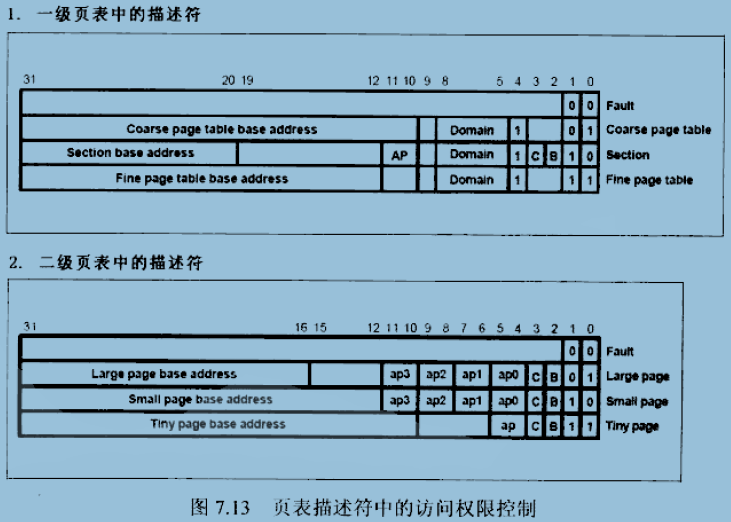 1. 一级页表中的描述符
31 20 19 12 11 10 9 8 5 4 3 2 1 0
0 0 Fault
Coarse page table base address Domain 1 0 1 Coarse page table
Section base address AP Domain 1 C B 1 0 Section
Fine page table base address Domain 1 1 1 Fine page table
2. 二级页表中的描述符
31 16 15 12 11 10 9 8 7 6 5 4 3 2 1 0
0 0 Fault
Large page base address ap3 ap2 ap1 ap0 C B 0 1 Large page
Small page base address ap3 ap2 ap1 ap0 C B 1 0 Small page
Tiny page base address ap C B 1 1 Tiny page
图 7.13 页表描述符中的访问权限控制